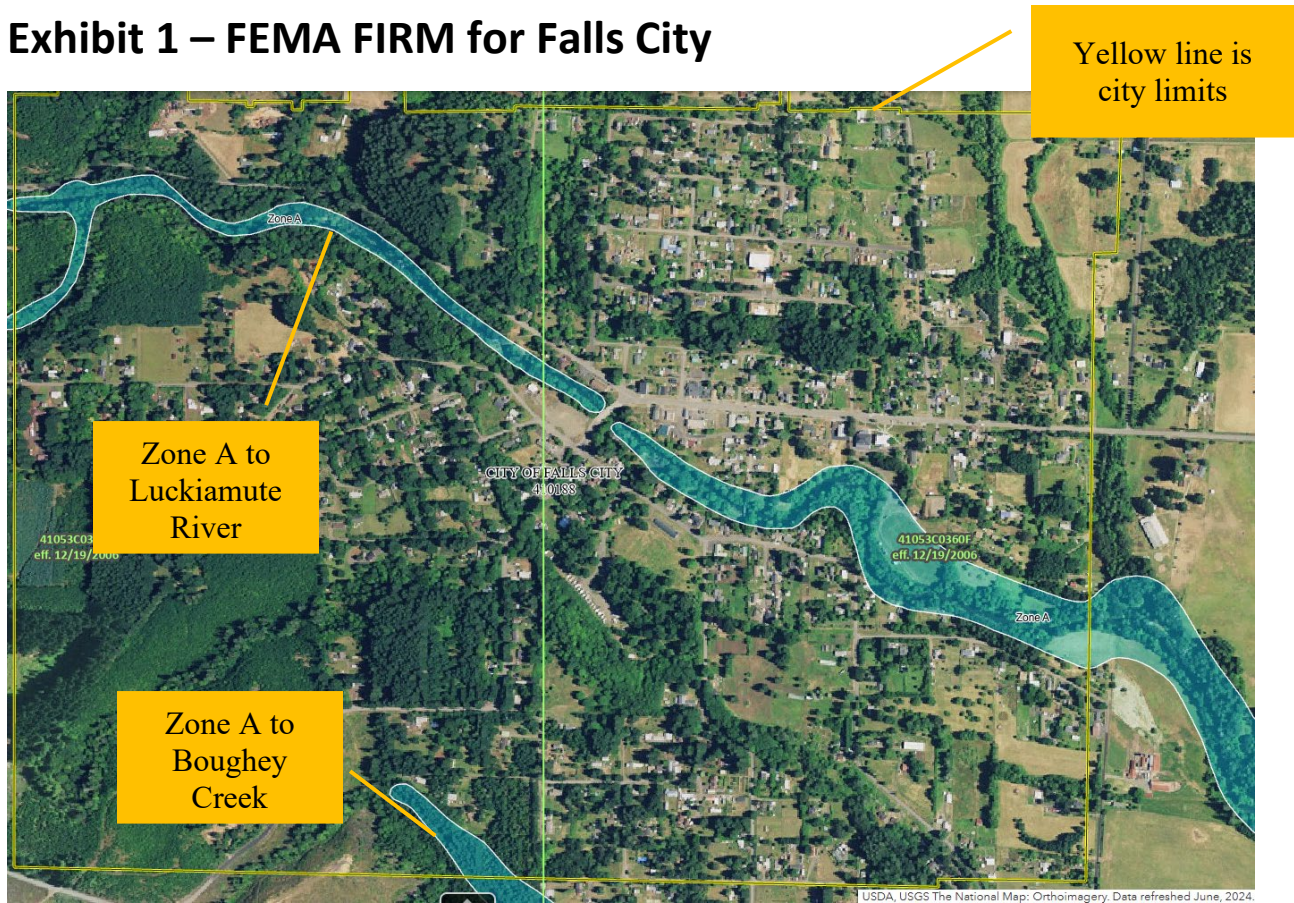 Exhibit 1 – FEMA FIRM for Falls City
Yellow line is
city limits
Zone A
Zone A to
Luckiamute
River
CITY OF FALLS CITY
410188
41053C03
eff. 12/19/2006
41053C0360F
eff. 12/19/2006
Zone A
Zone A to
Boughey
Creek
USDA, USGS The National Map: Orthoimagery. Data refreshed June, 2024.